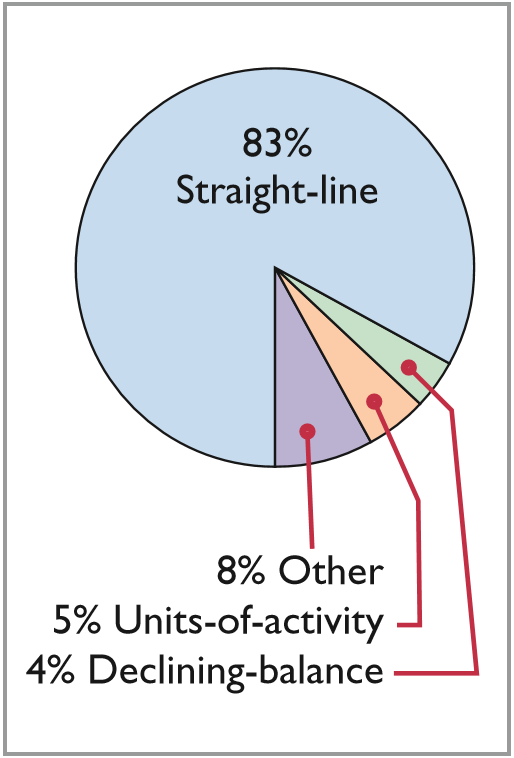 83%
Straight-line
8% Other
5% Units-of-activity
4% Declining-balance